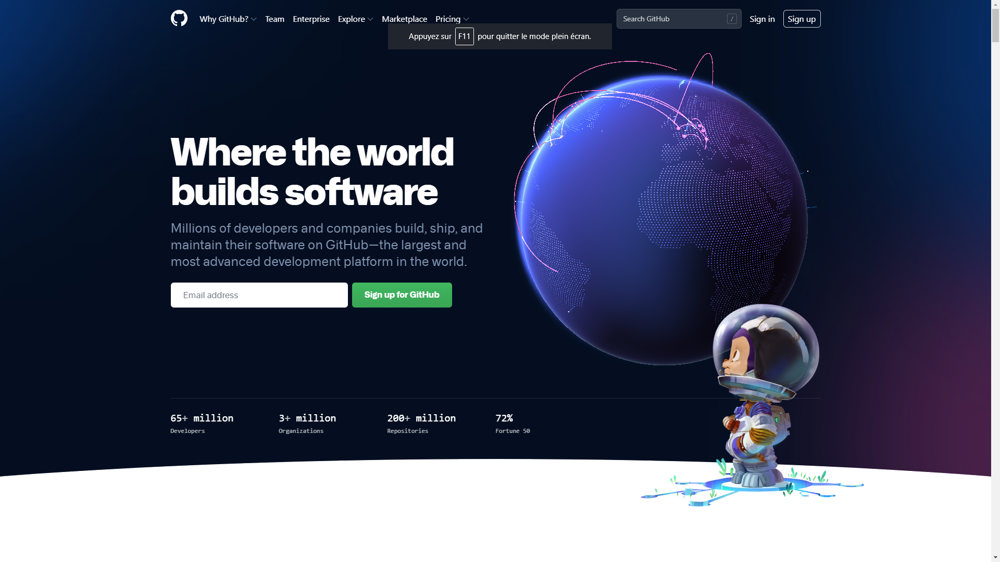 Why GitHub? Team Enterprise Explore Marketplace Pricing Search GitHub / Sign in Sign up
Appuyez sur F11 pour quitter le mode plein écran.
Where the world
builds software
Millions of developers and companies build, ship, and
maintain their software on GitHub—the largest and
most advanced development platform in the world.
Email address Sign up for GitHub
65+ million 3+ million 200+ million 72%
Developers Organizations Repositories Fortune 50